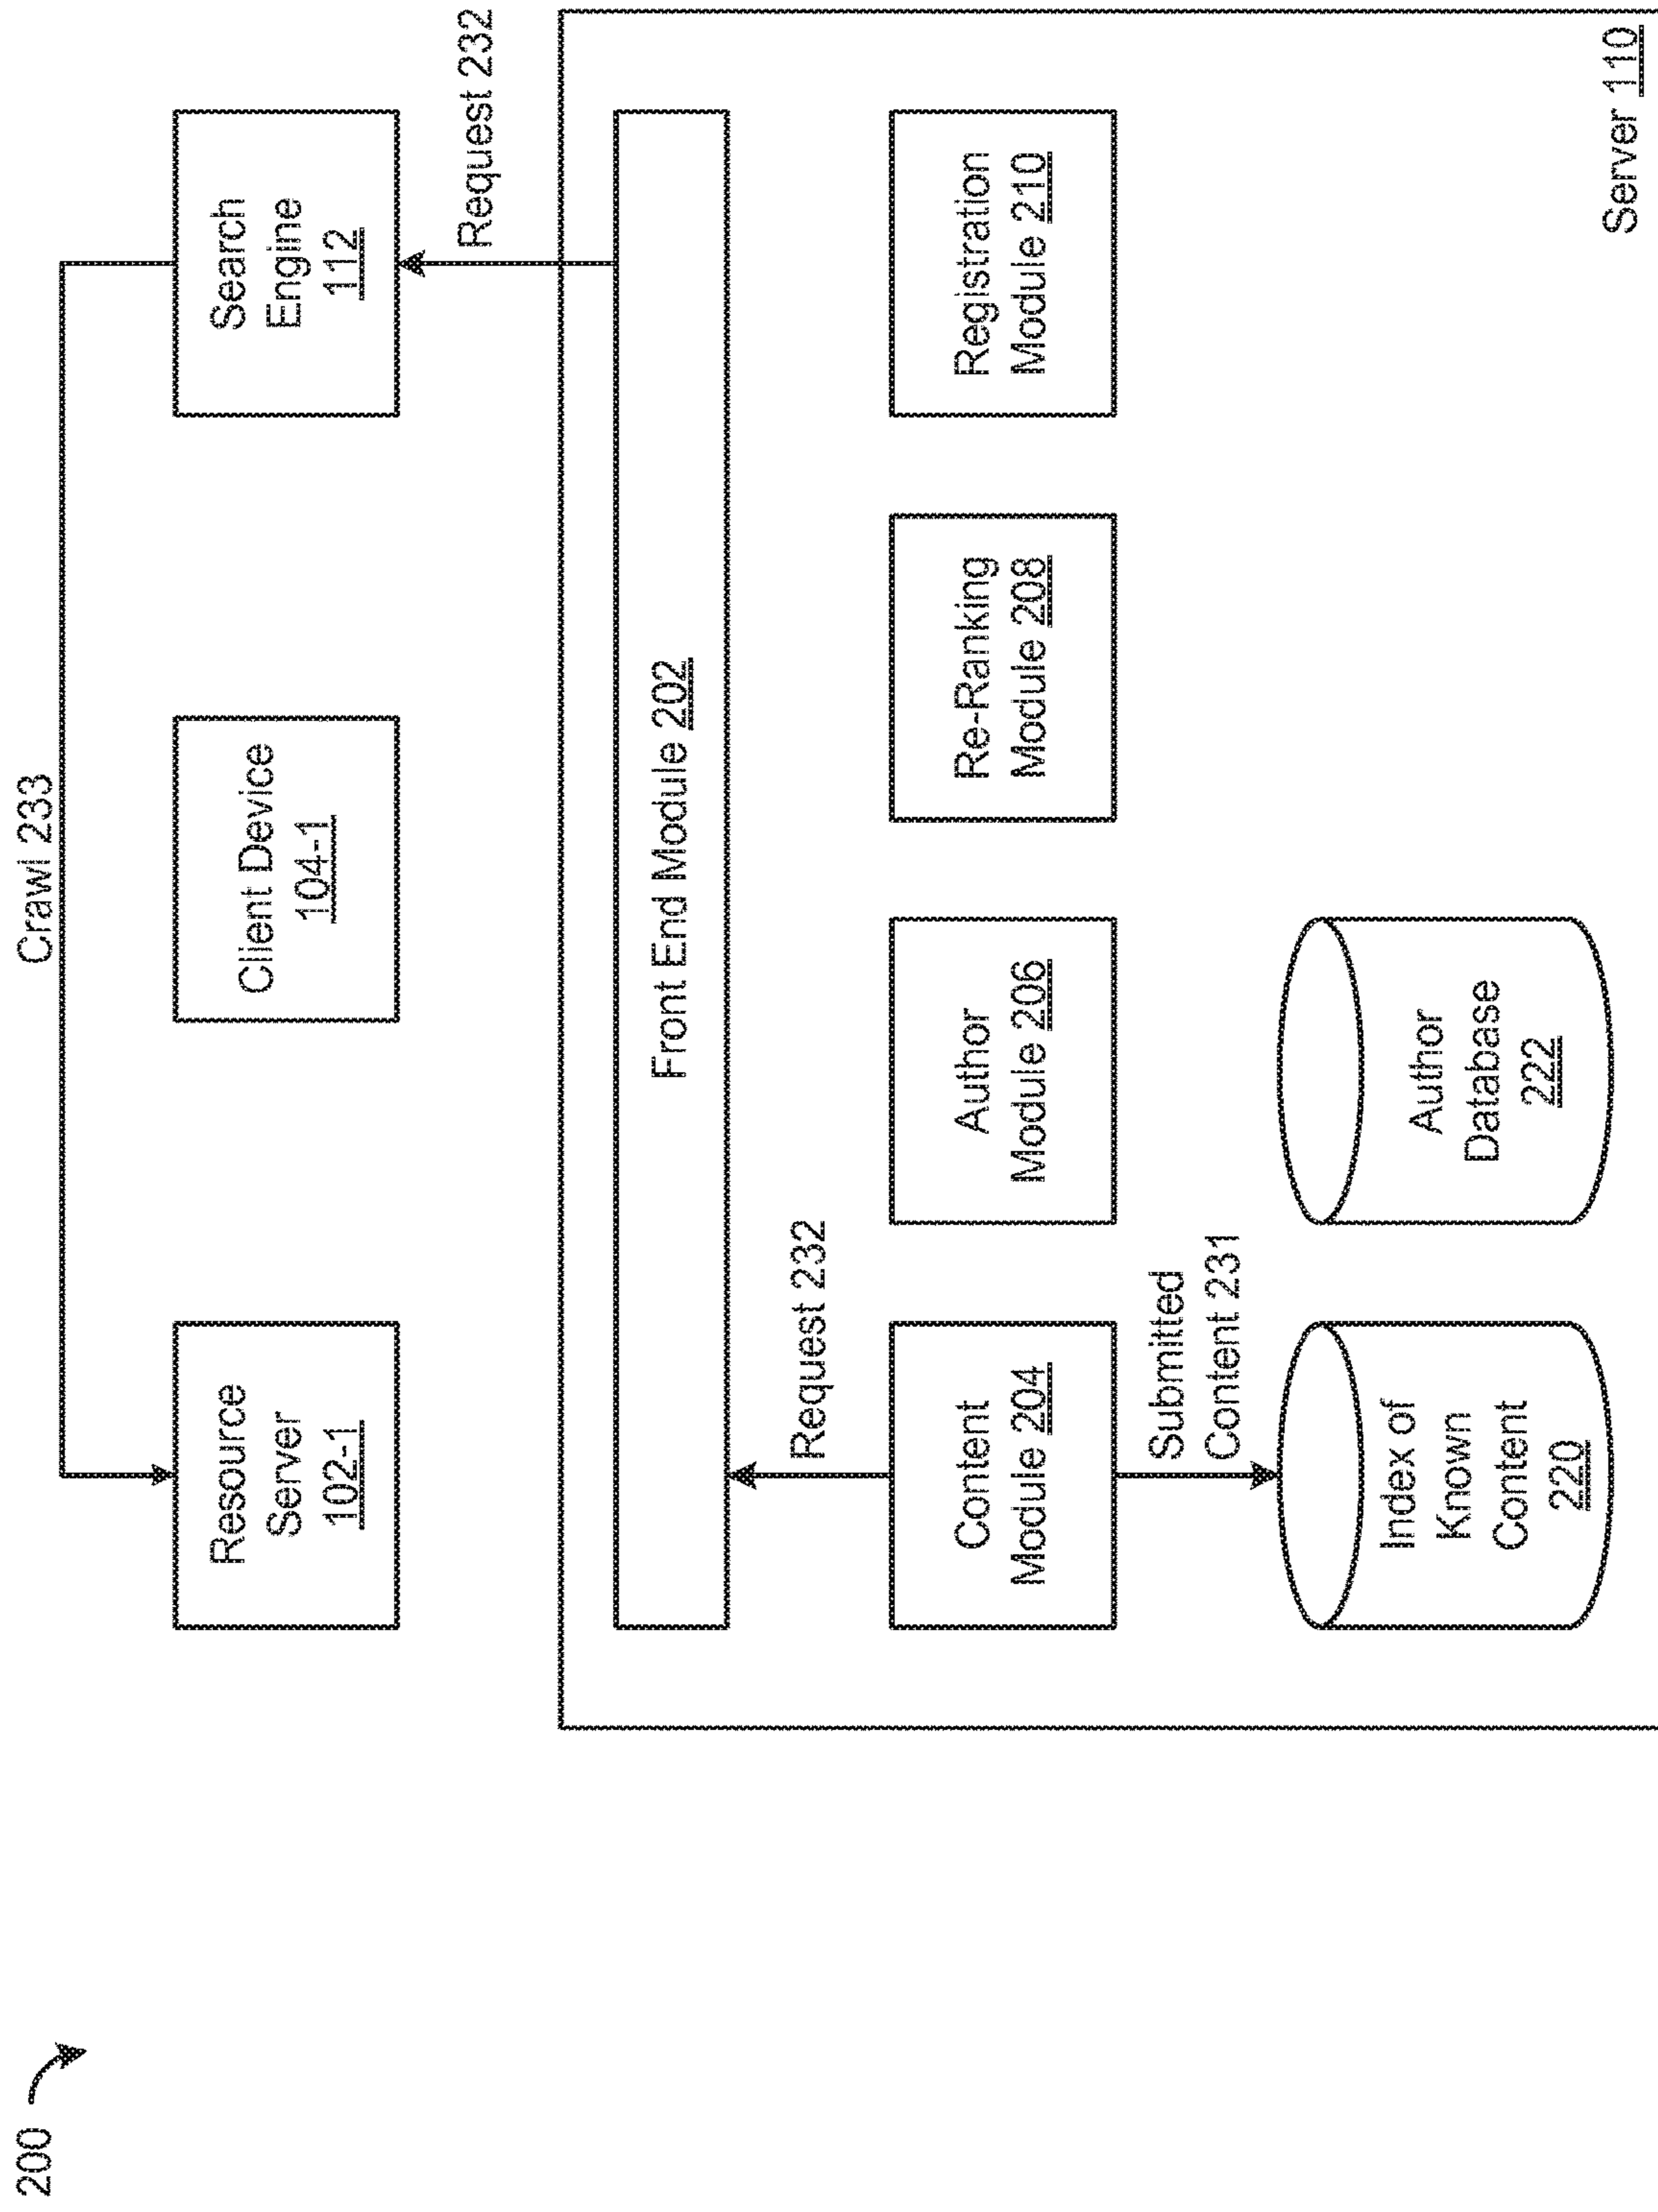 200
Crawl 233
Resource
Server
102-1
Client Device
104-1
Search
Engine
112
Request 232
Front End Module 202
Request 232
Content
Module 204
Author
Module 206
Re-Ranking
Module 208
Registration
Module 210
Submitted
Content 231
Index of
Known
Content
220
Author
Database
222
Server 110